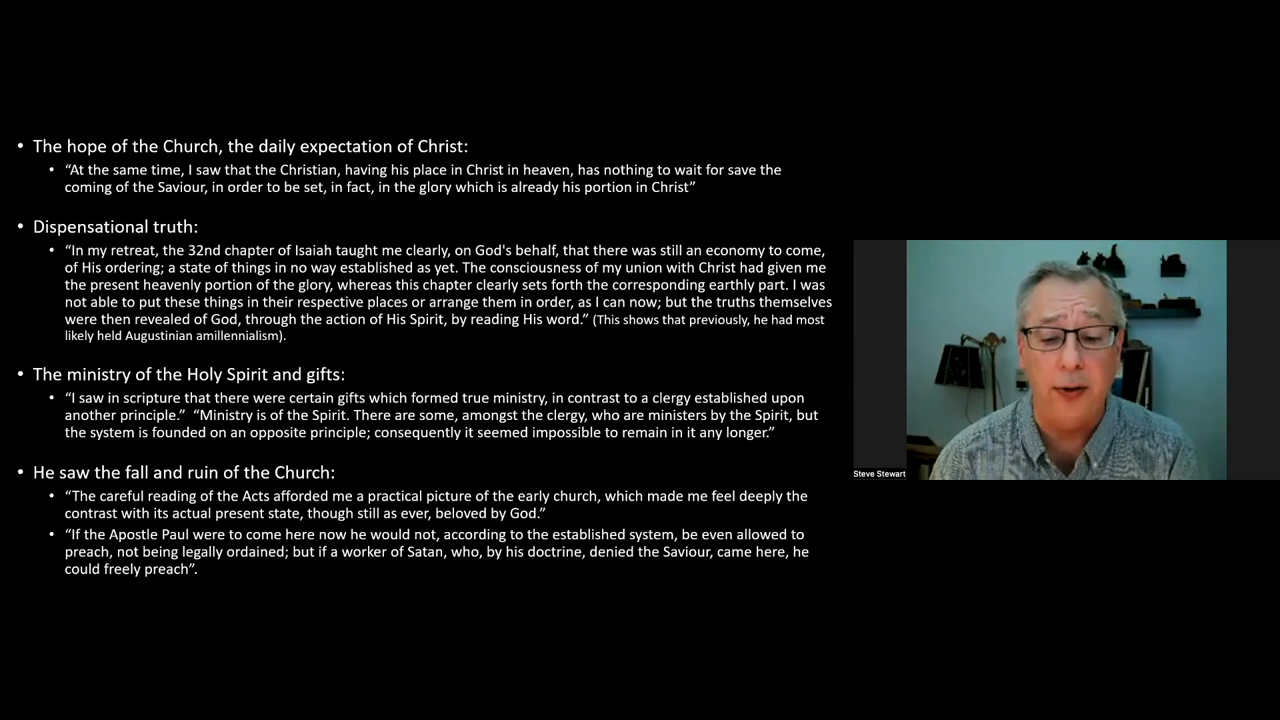 • The hope of the Church, the daily expectation of Christ:
• “At the same time, I saw that the Christian, having his place in Christ in heaven, has nothing to wait for save the
coming of the Saviour, in order to be set, in fact, in the glory which is already his portion in Christ”
• Dispensational truth:
• “In my retreat, the 32nd chapter of Isaiah taught me clearly, on God's behalf, that there was still an economy to come,
of His ordering; a state of things in no way established as yet. The consciousness of my union with Christ had given me
the present heavenly portion of the glory, whereas this chapter clearly sets forth the corresponding earthly part. I was
not able to put these things in their respective places or arrange them in order, as I can now; but the truths themselves
were then revealed of God, through the action of His Spirit, by reading His word.” (This shows that previously, he had most
likely held Augustinian amillennialism).
• The ministry of the Holy Spirit and gifts:
• “I saw in scripture that there were certain gifts which formed true ministry, in contrast to a clergy established upon
another principle.”  “Ministry is of the Spirit. There are some, amongst the clergy, who are ministers by the Spirit, but
the system is founded on an opposite principle; consequently it seemed impossible to remain in it any longer.”
• He saw the fall and ruin of the Church:
• “The careful reading of the Acts afforded me a practical picture of the early church, which made me feel deeply the
contrast with its actual present state, though still as ever, beloved by God.”
• “If the Apostle Paul were to come here now he would not, according to the established system, be even allowed to
preach, not being legally ordained; but if a worker of Satan, who, by his doctrine, denied the Saviour, came here, he
could freely preach”.
Steve Stewart